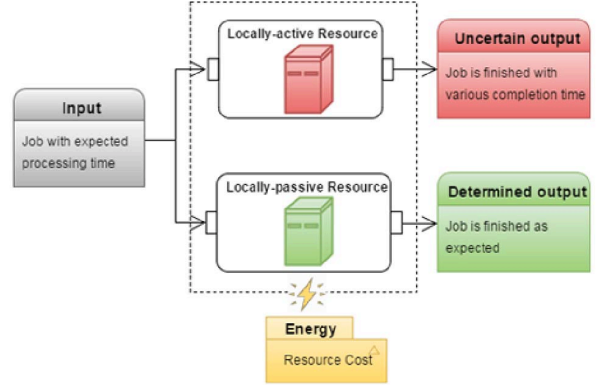 Locally-active Resource
Uncertain output
Job is finished with
various completion time
Input
Job with expected
processing time
Locally-passive Resource
Determined output
Job is finished as
expected
Energy
Resource Cost